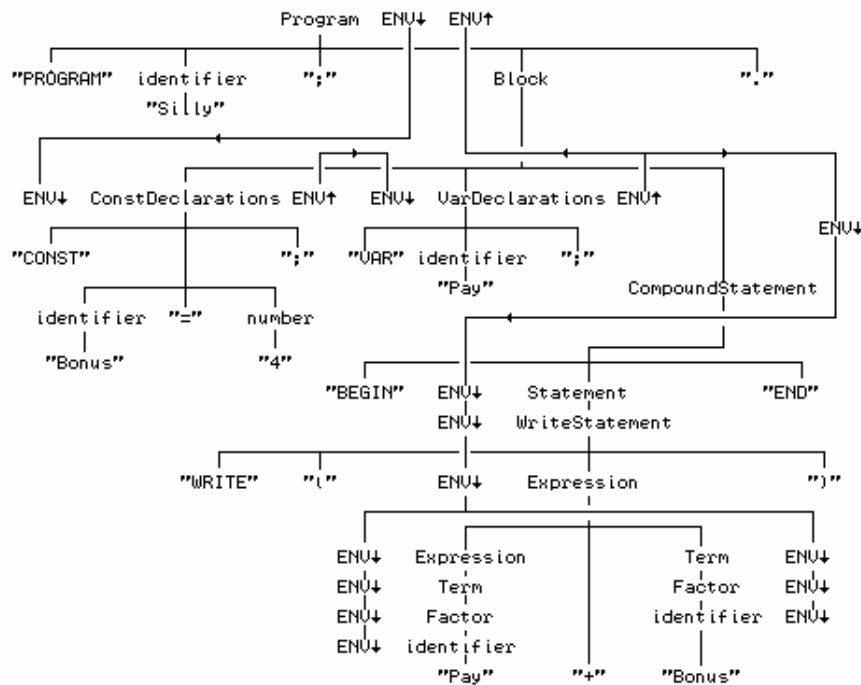 Program ENV↓ ENV↑
"PROGRAM" identifier ";" Block "."
"Silly"
ENV↓ ConstDeclarations ENV↑ ENV↓ VarDeclarations ENV↑
ENV↓
"CONST" ";" "VAR" identifier ";"
"Pay" CompoundStatement
identifier "=" number
"Bonus" "4"
"BEGIN" ENV↓ Statement "END"
ENV↓ WriteStatement
"WRITE" "(" ENV↓ Expression ")"
ENV↓ Expression Term ENV↓
ENV↓ Term Factor ENV↓
ENV↓ Factor identifier ENV↓
ENV↓ identifier
"Pay" "+" "Bonus"